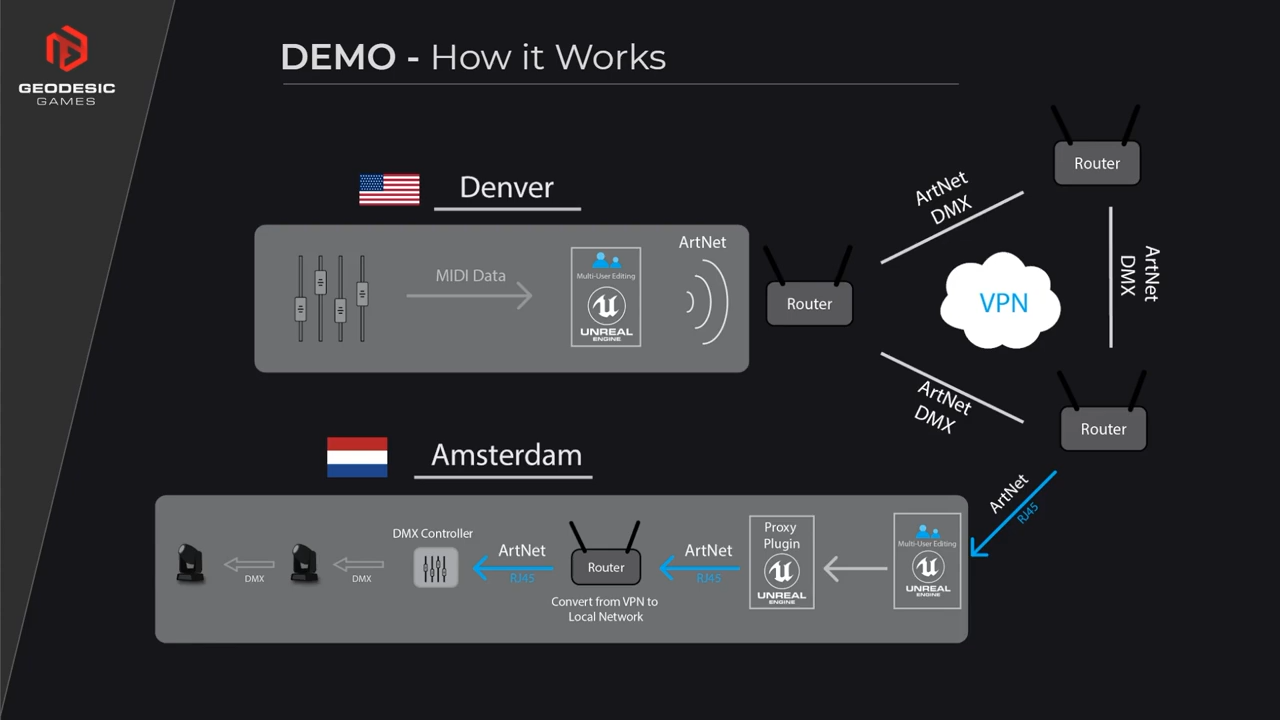 GEODESIC
GAMES
DEMO - How it Works
Router
Denver
ArtNet
DMX
ArtNet
MIDI Data
Multi-User Editing
UNREAL
ENGINE
Router
VPN
ArtNet
DMX
ArtNet
DMX
Router
Amsterdam
ArtNet
RJ45
DMX Controller
Proxy
Plugin
UNREAL
ENGINE
Multi-User Editing
UNREAL
ENGINE
ArtNet
RJ45
Router
ArtNet
RJ45
DMX
DMX
Convert from VPN to
Local Network